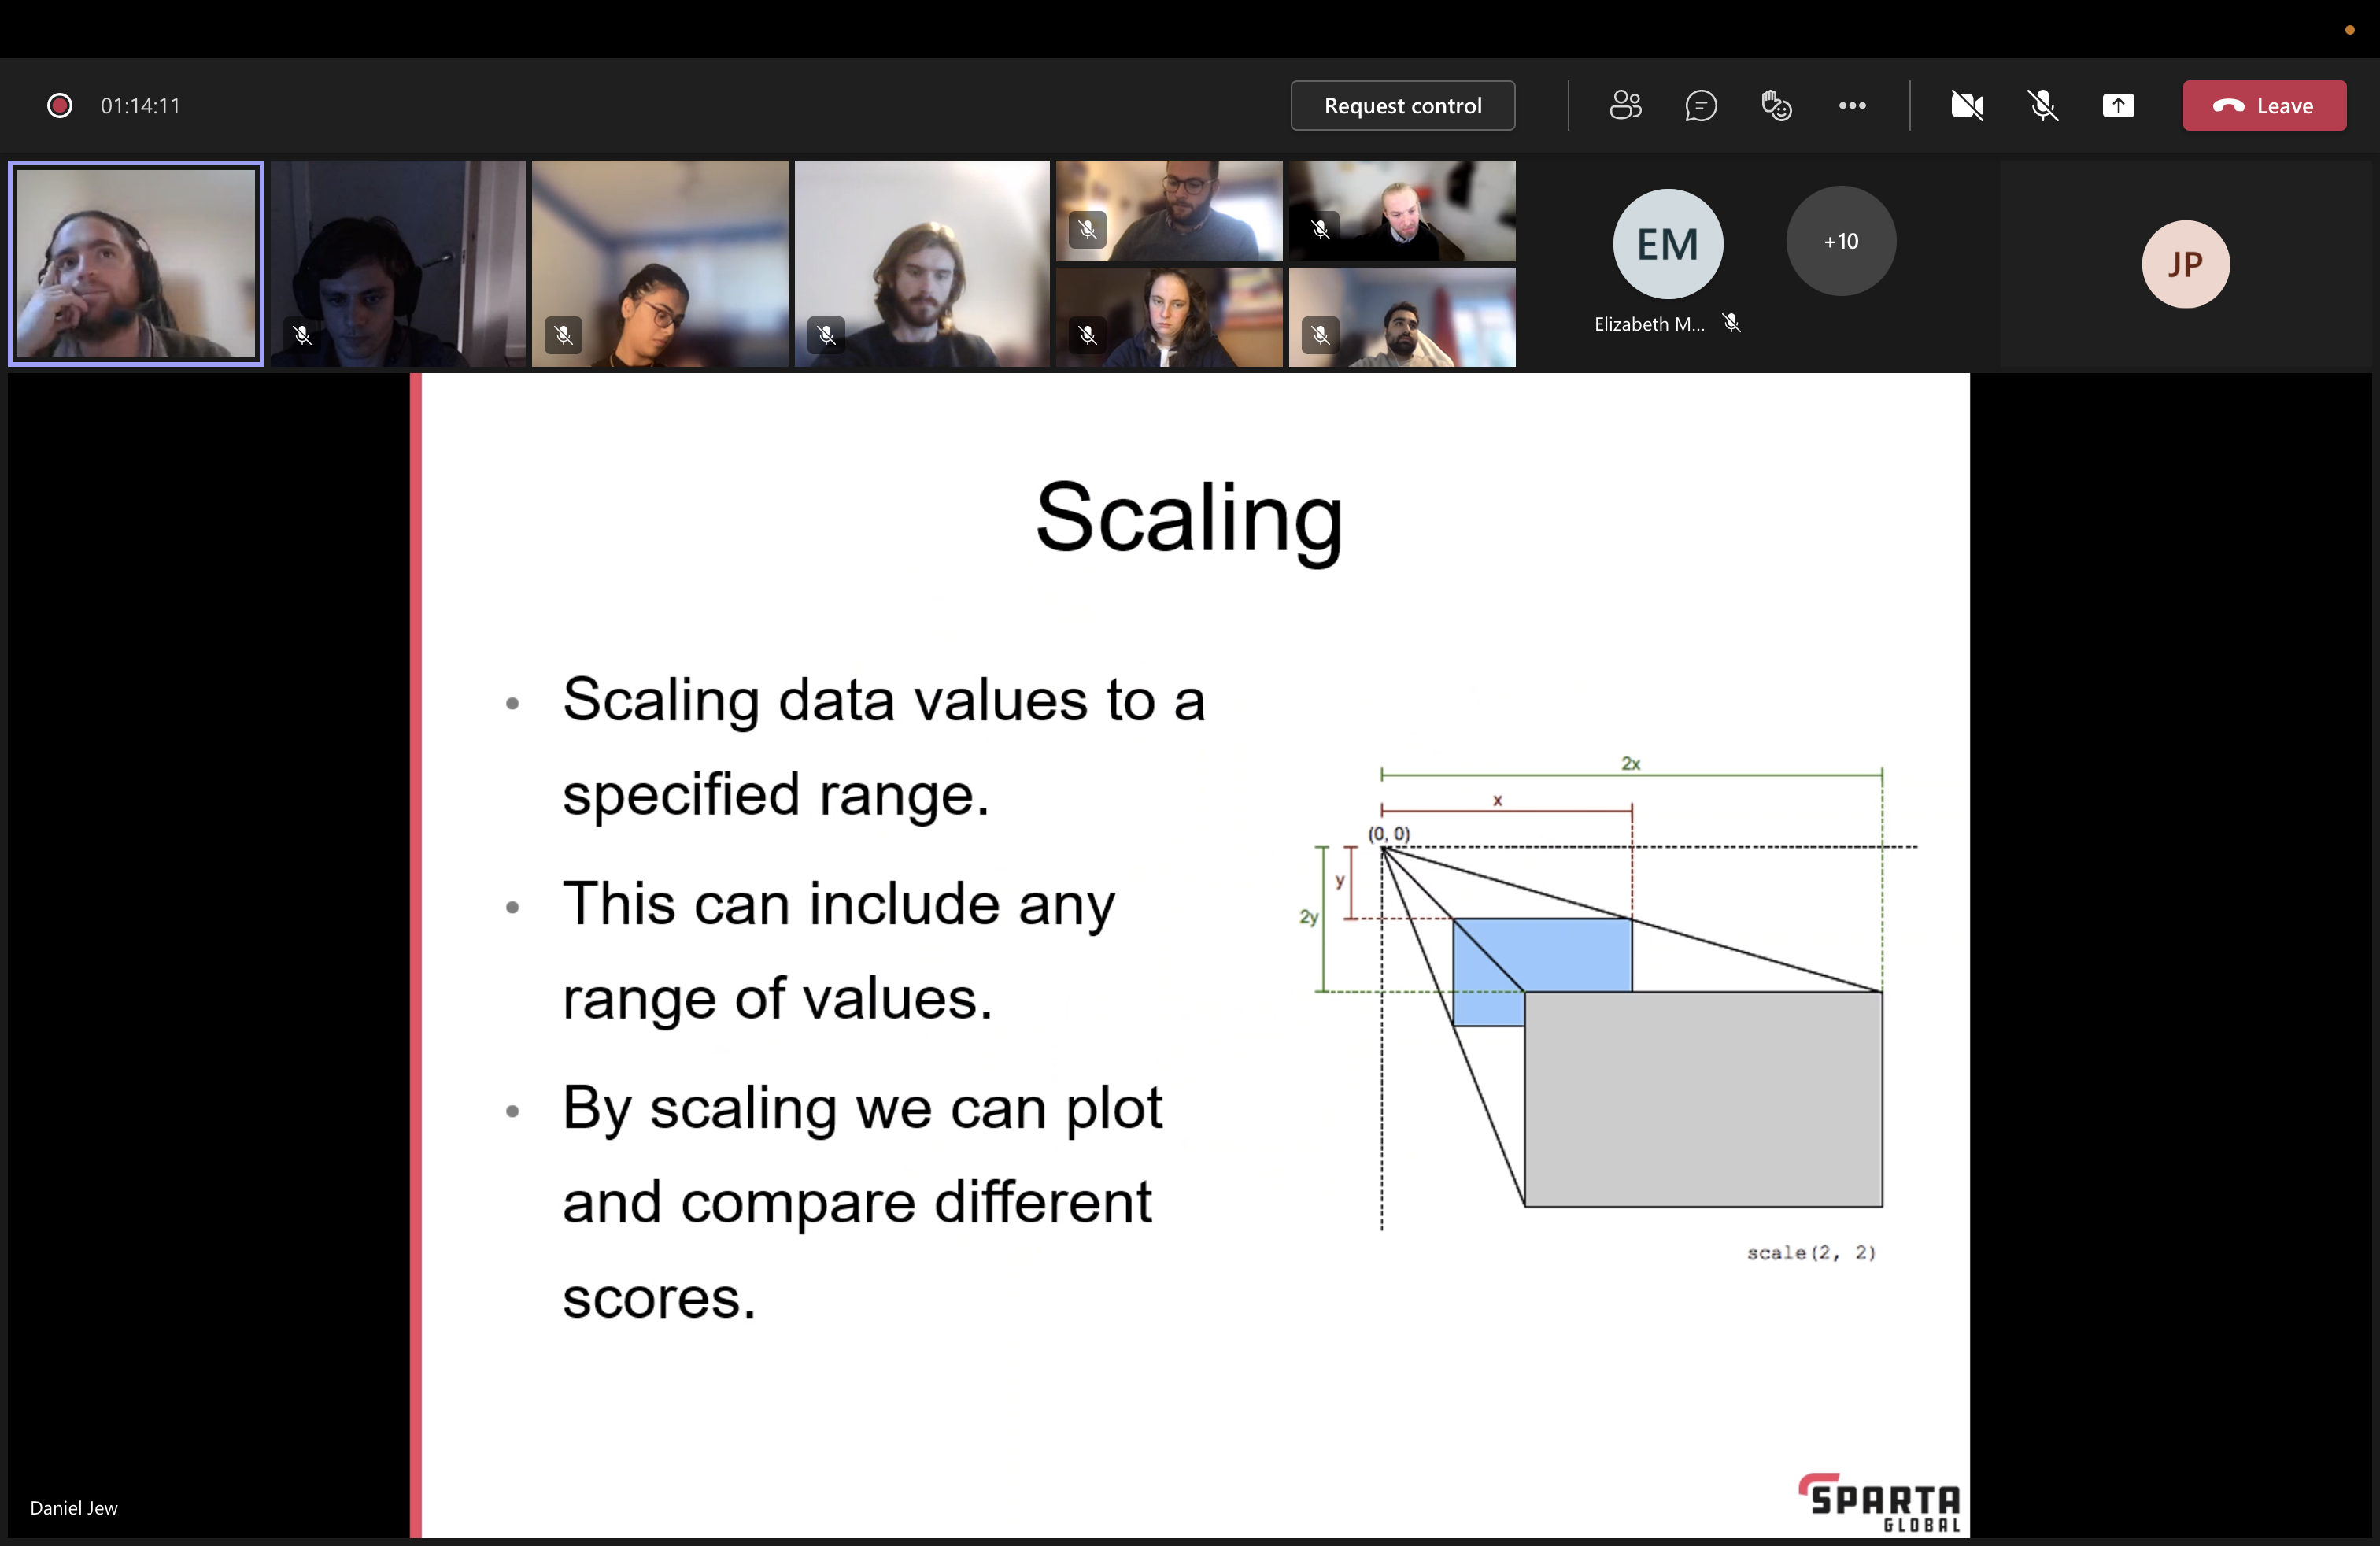 01:14:11
Request control
Leave
EM
+10
JP
Elizabeth M...
Scaling
• Scaling data values to a
specified range.
• This can include any
range of values.
• By scaling we can plot
and compare different
scores.
2x
x
(0, 0)
y
2y
scale(2, 2)
Daniel Jew
SPARTA
GLOBAL